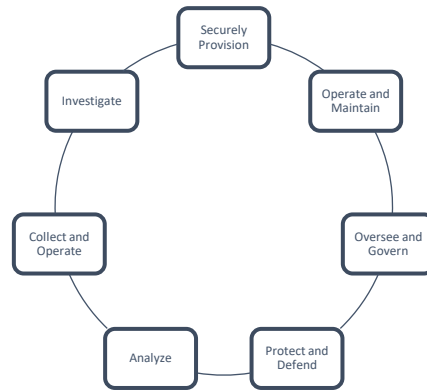 Securely
Provision
Operate and
Maintain
Oversee and
Govern
Protect and
Defend
Analyze
Collect and
Operate
Investigate